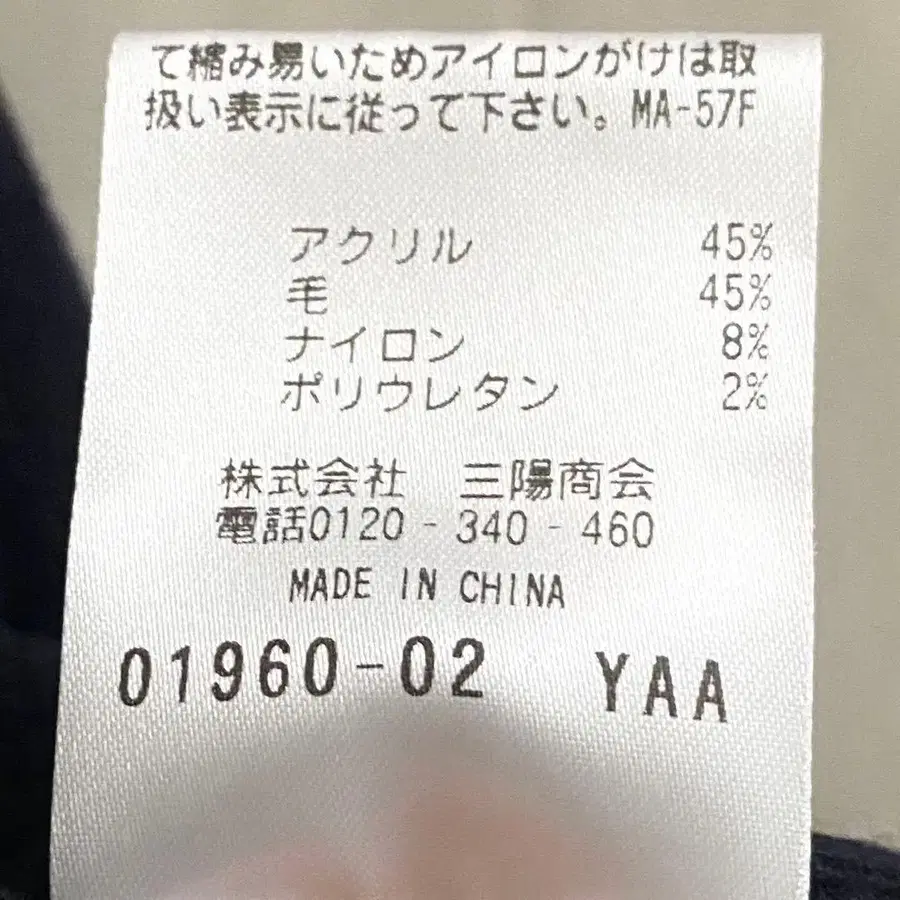 て縮み易いためアイロンがけは取
扱い表示に従って下さい。MA-57F
アクリル 45%
毛 45%
ナイロン 8%
ポリウレタン 2%
株式会社 三陽商会
電話0120-340-460
MADE IN CHINA
01960-02 YAA